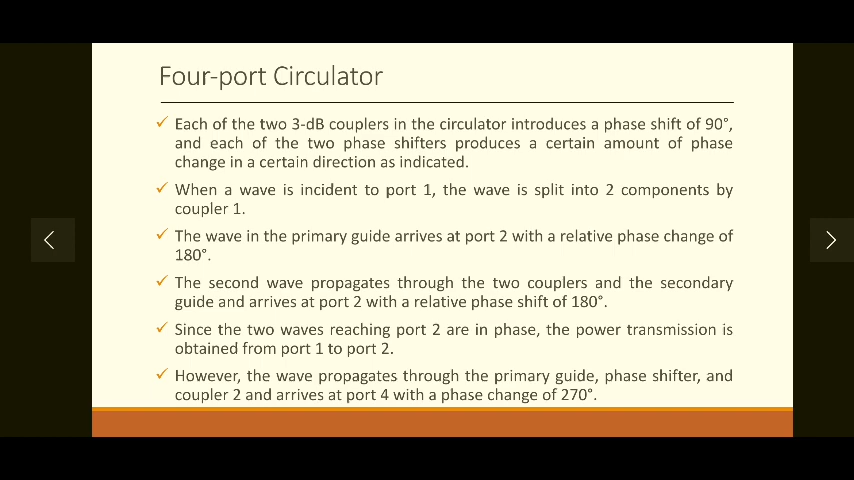 Four-port Circulator
✓ Each of the two 3-dB couplers in the circulator introduces a phase shift of 90°,
and each of the two phase shifters produces a certain amount of phase
change in a certain direction as indicated.
✓ When a wave is incident to port 1, the wave is split into 2 components by
coupler 1.
✓ The wave in the primary guide arrives at port 2 with a relative phase change of
180°.
✓ The second wave propagates through the two couplers and the secondary
guide and arrives at port 2 with a relative phase shift of 180°.
✓ Since the two waves reaching port 2 are in phase, the power transmission is
obtained from port 1 to port 2.
✓ However, the wave propagates through the primary guide, phase shifter, and
coupler 2 and arrives at port 4 with a phase change of 270°.